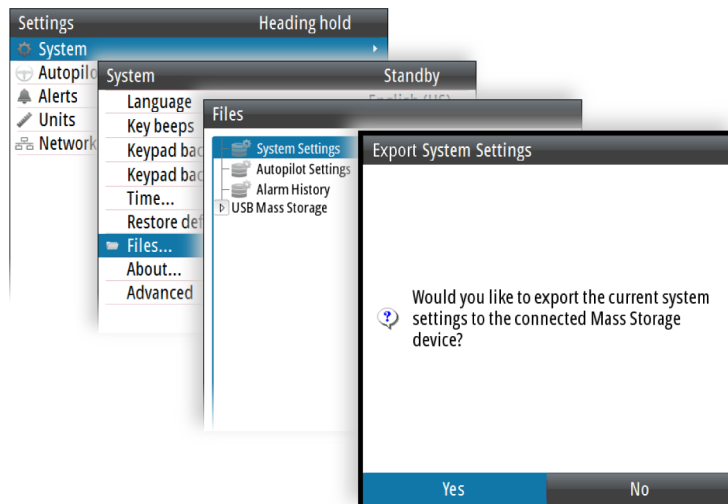 Settings Heading hold
System
Autopilo
Alerts
Units
Network
System Standby
Language English (US)
Key beeps
Keypad bac
Keypad bac
Time...
Restore def
Files...
About...
Advanced
Files
System Settings
Autopilot Settings
Alarm History
USB Mass Storage
Export System Settings
Would you like to export the current system
settings to the connected Mass Storage
device?
Yes No